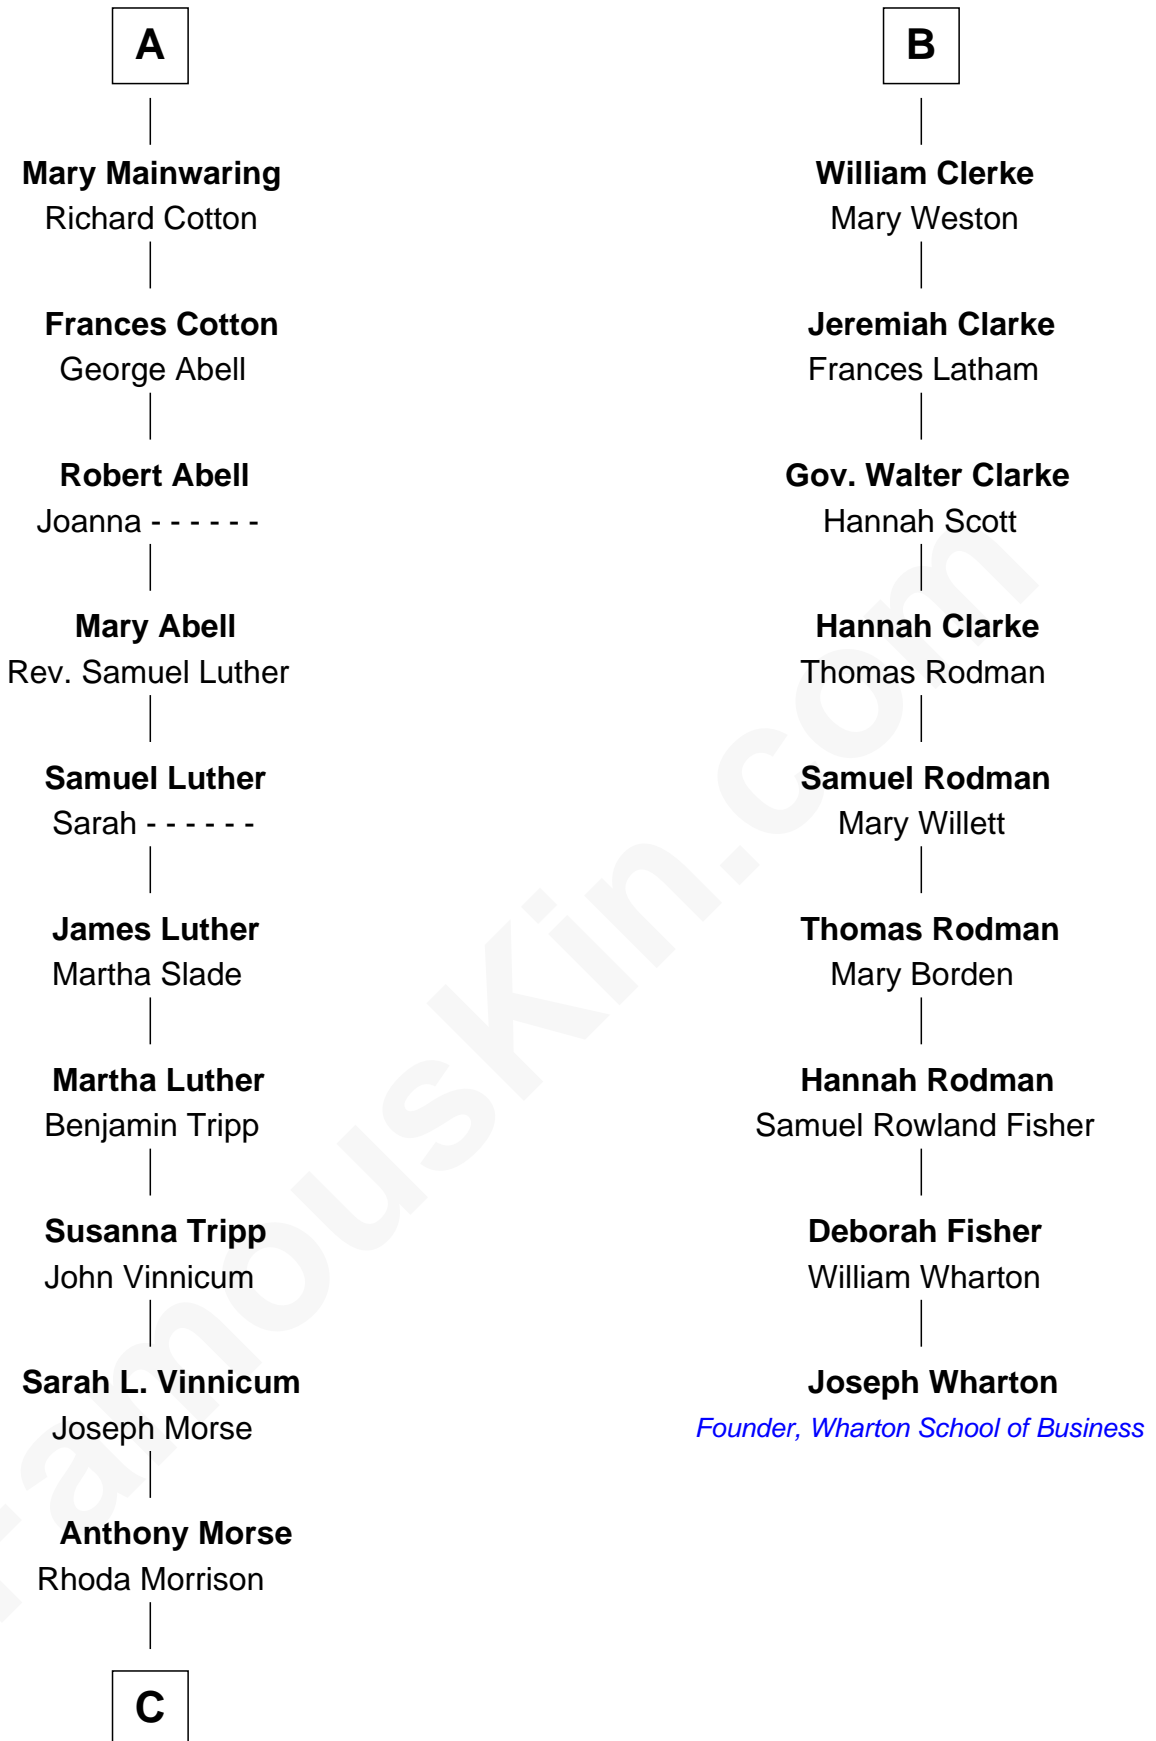 A
Mary Mainwaring
Richard Cotton
Frances Cotton
George Abell
Robert Abell
Joanna - - - - - -
Mary Abell
Rev. Samuel Luther
Samuel Luther
Sarah - - - - - -
James Luther
Martha Slade
Martha Luther
Benjamin Tripp
Susanna Tripp
John Vinnicum
Sarah L. Vinnicum
Joseph Morse
Anthony Morse
Rhoda Morrison
C
B
William Clerke
Mary Weston
Jeremiah Clarke
Frances Latham
Gov. Walter Clarke
Hannah Scott
Hannah Clarke
Thomas Rodman
Samuel Rodman
Mary Willett
Thomas Rodman
Mary Borden
Hannah Rodman
Samuel Rowland Fisher
Deborah Fisher
William Wharton
Joseph Wharton
Founder, Wharton School of Business
FamousKin.com